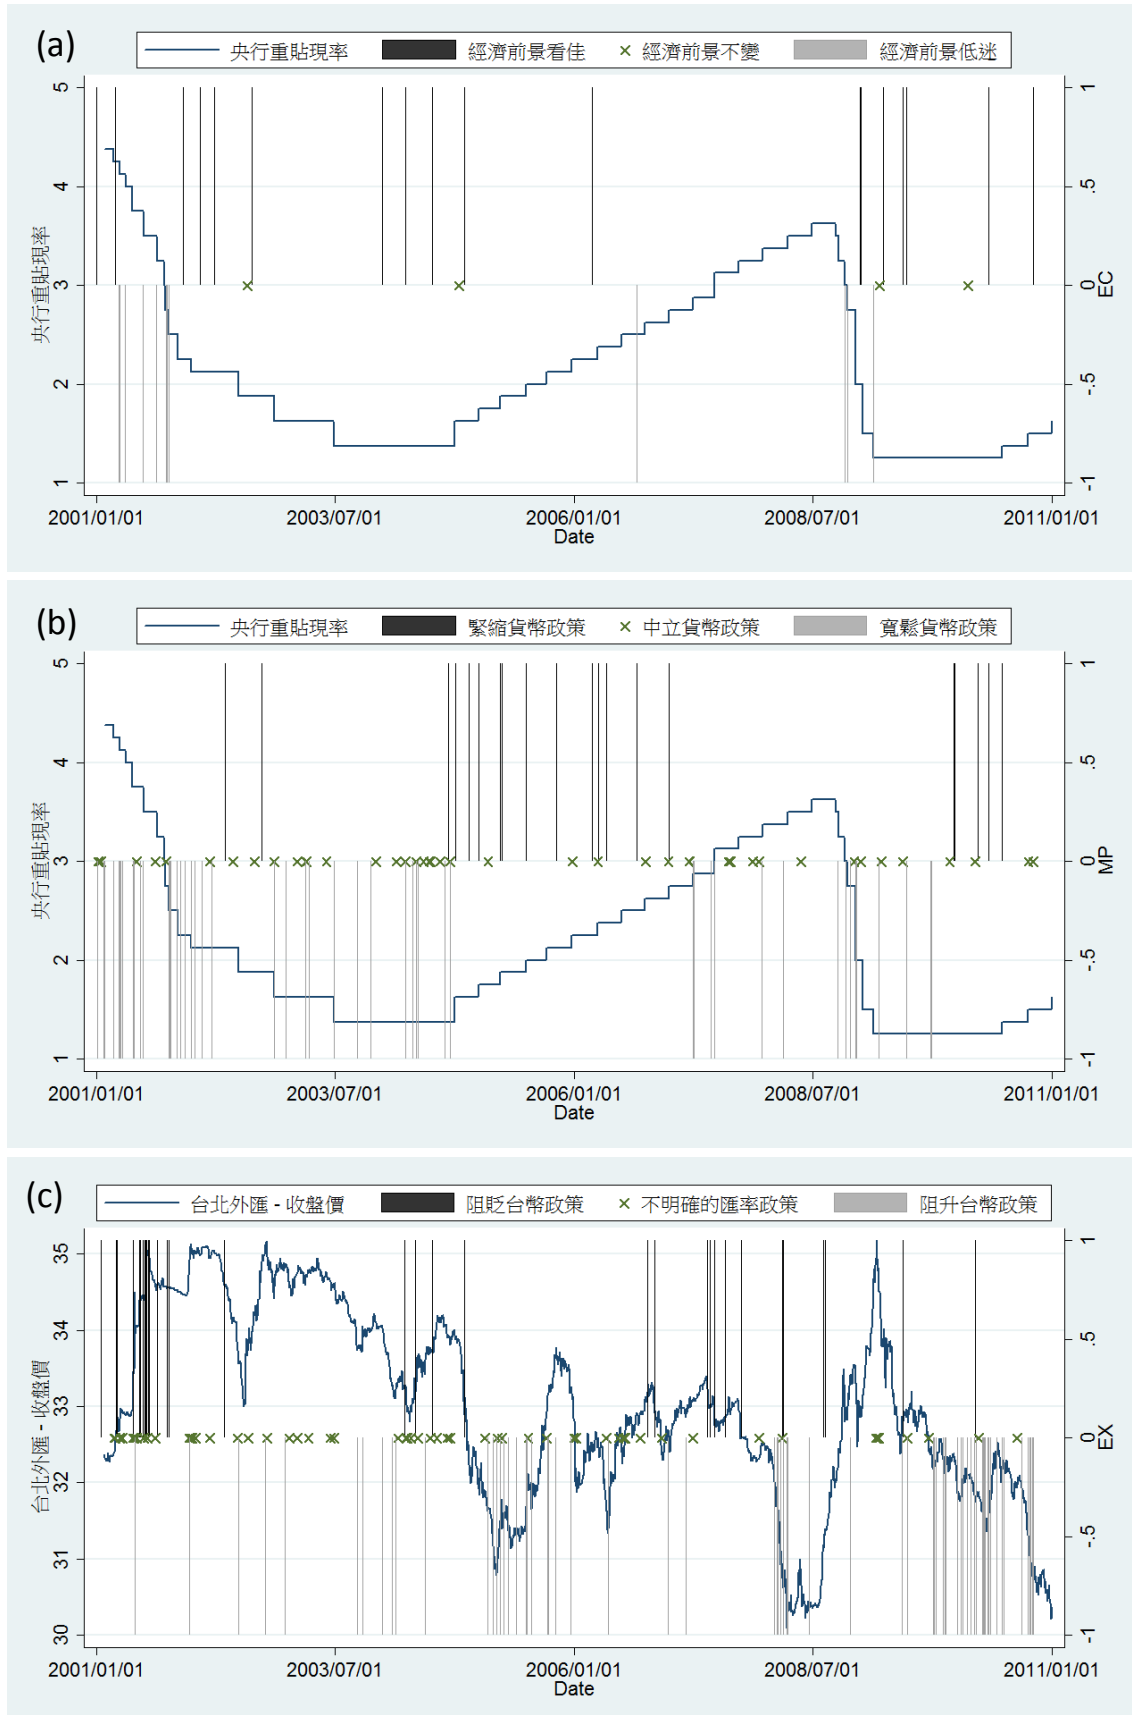 (a)
央行重貼現率 經濟前景看佳 經濟前景不變 經濟前景低迷
央行重貼現率
5
4
3
2
1
1
.5
0
-.5
-1
EC
2001/01/01 2003/07/01 2006/01/01 2008/07/01 2011/01/01
Date
(b)
央行重貼現率 緊縮貨幣政策 中立貨幣政策 寬鬆貨幣政策
央行重貼現率
5
4
3
2
1
1
.5
0
-.5
-1
MP
2001/01/01 2003/07/01 2006/01/01 2008/07/01 2011/01/01
Date
(c)
台北外匯 - 收盤價 阻貶台幣政策 不明確的匯率政策 阻升台幣政策
台北外匯 - 收盤價
35
34
33
32
31
30
1
.5
0
-.5
-1
EX
2001/01/01 2003/07/01 2006/01/01 2008/07/01 2011/01/01
Date